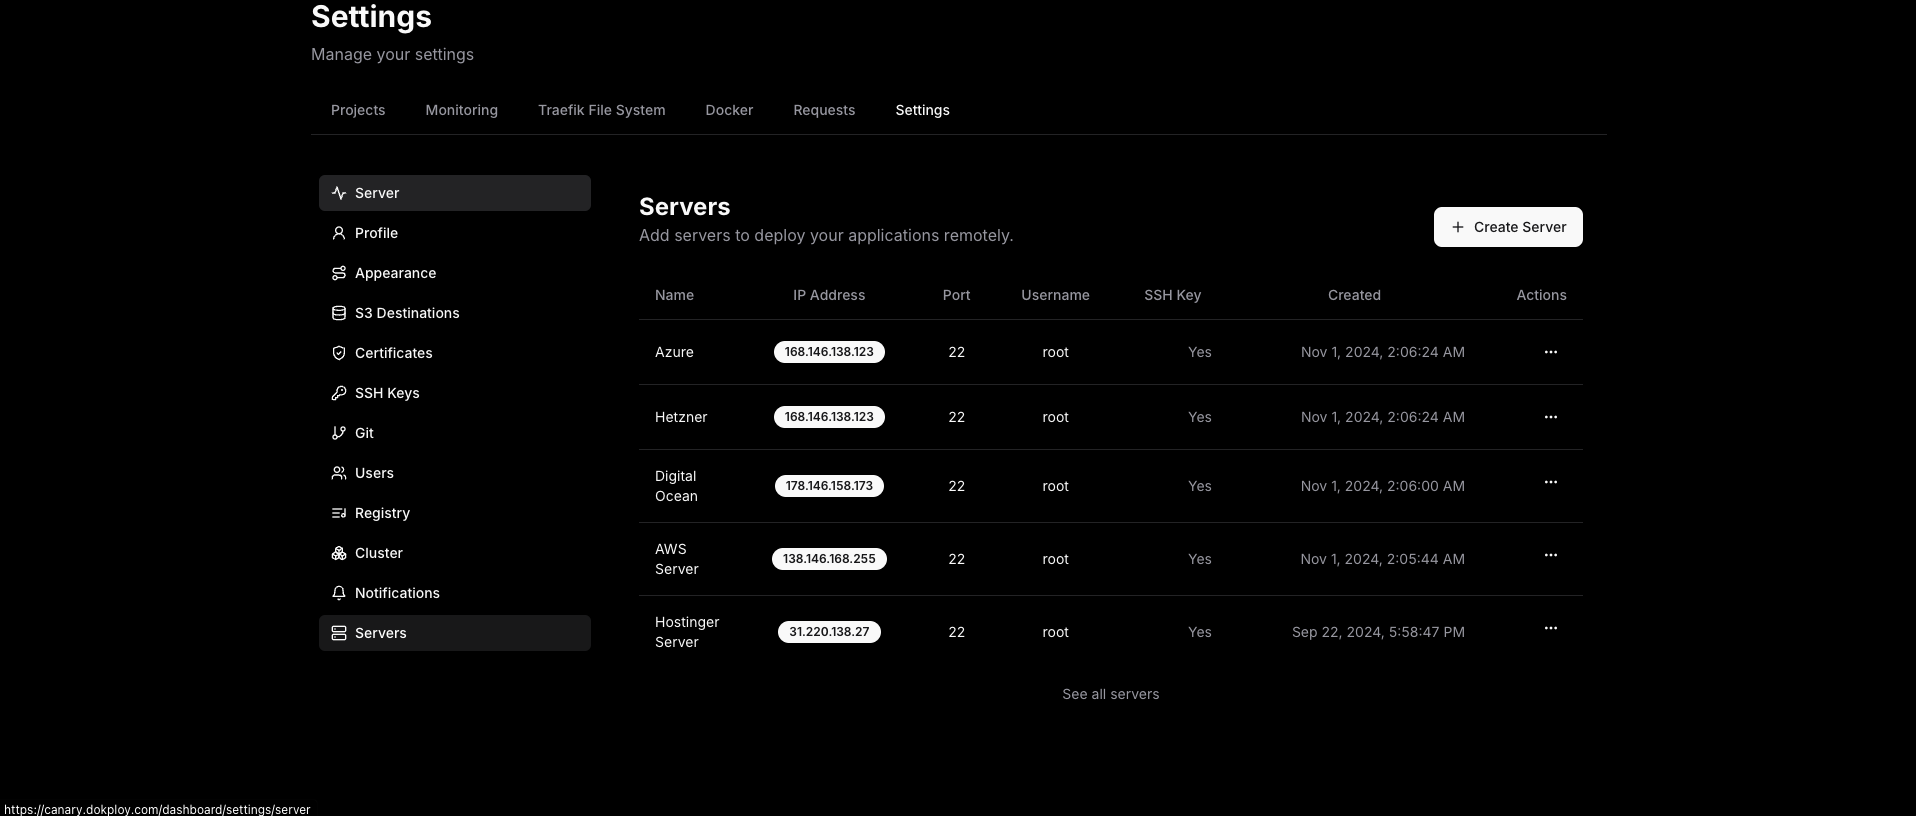 Settings
Manage your settings
Projects Monitoring Traefik File System Docker Requests Settings
Server
Profile
Appearance
S3 Destinations
Certificates
SSH Keys
Git
Users
Registry
Cluster
Notifications
Servers
Servers
Add servers to deploy your applications remotely.
Create Server
Name IP Address Port Username SSH Key Created Actions
Azure 168.146.138.123 22 root Yes Nov 1, 2024, 2:06:24 AM
Hetzner 168.146.138.123 22 root Yes Nov 1, 2024, 2:06:24 AM
Digital
Ocean 178.146.158.173 22 root Yes Nov 1, 2024, 2:06:00 AM
AWS
Server 138.146.168.255 22 root Yes Nov 1, 2024, 2:05:44 AM
Hostinger
Server 31.220.138.27 22 root Yes Sep 22, 2024, 5:58:47 PM
See all servers
https://canary.dokploy.com/dashboard/settings/server